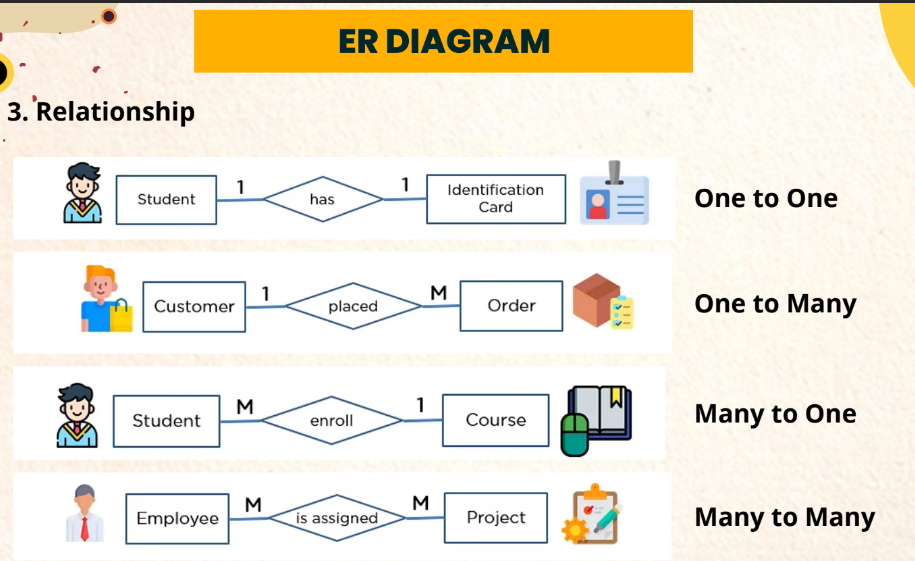 ER DIAGRAM
3. Relationship
Student 1 has 1 Identification Card One to One
Customer 1 placed M Order One to Many
Student M enroll 1 Course Many to One
Employee M is assigned M Project Many to Many